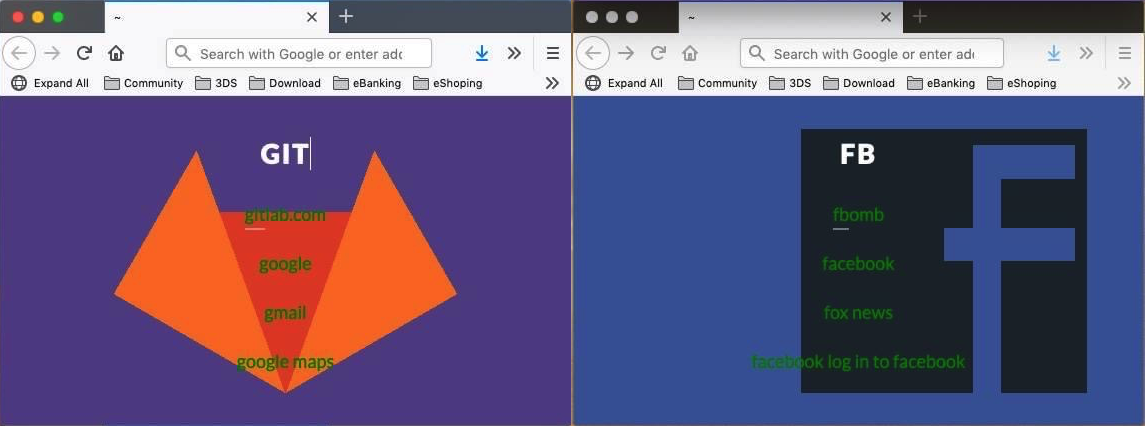 ~
Search with Google or enter adc
Expand All Community 3DS Download eBanking eShoping
GIT
gitlab.com
google
gmail
google maps
~
Search with Google or enter ade
Expand All Community 3DS Download eBanking eShoping
FB
fbomb
facebook
fox news
facebook log in to facebook